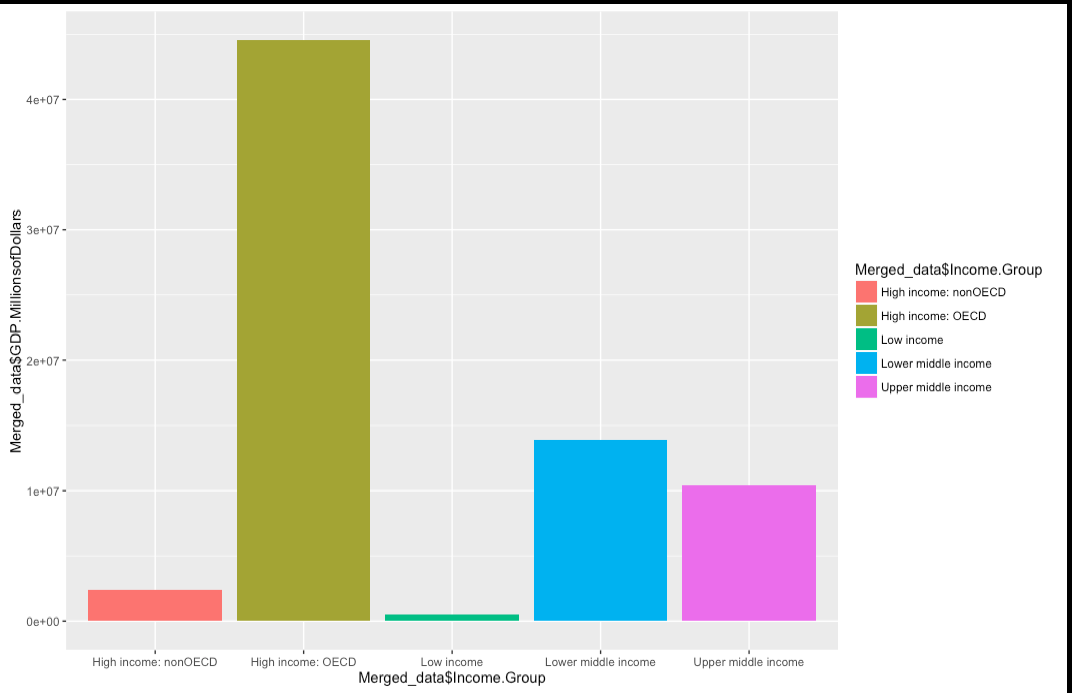 Merged_data$GDP.MillionsofDollars
4e+07
3e+07
2e+07
1e+07
0e+00
High income: nonOECD
High income: OECD
Low income
Lower middle income
Upper middle income
Merged_data$Income.Group
Merged_data$Income.Group
High income: nonOECD
High income: OECD
Low income
Lower middle income
Upper middle income